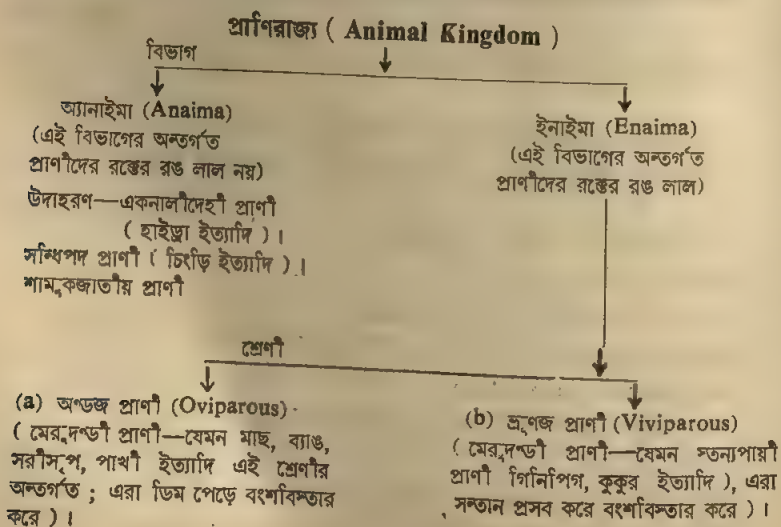 প্রাণিরাজ্য ( Animal Kingdom )
বিভাগ
অ্যানাইমা (Anaima)
(এই বিভাগের অন্তর্গত
প্রাণীদের রক্তের রঙ লাল নয়)
উদাহরণ—একনালীদেহী প্রাণী
( হাইড্রা ইত্যাদি ) ।
সন্ধিপদ প্রাণী ( চিংড়ি ইত্যাদি ) ।
শামুকজাতীয় প্রাণী
ইনাইমা (Enaima)
(এই বিভাগের অন্তর্গত
প্রাণীদের রক্তের রঙ লাল)
শ্রেণী
(a) অণ্ডজ প্রাণী (Oviparous)
( মেরুদণ্ডী প্রাণী—যেমন মাছ, ব্যাঙ,
সরীসৃপ, পাখী ইত্যাদি এই শ্রেণীর
অন্তর্গত ; এরা ডিম পেড়ে বংশবিস্তার
করে ) ।
(b) ভ্রূণজ প্রাণী (Viviparous)
( মেরুদণ্ডী প্রাণী—যেমন স্তন্যপায়ী
প্রাণী গিনিপিগ, কুকুর ইত্যাদি ), এরা
সন্তান প্রসব করে বংশবিস্তার করে ) ।